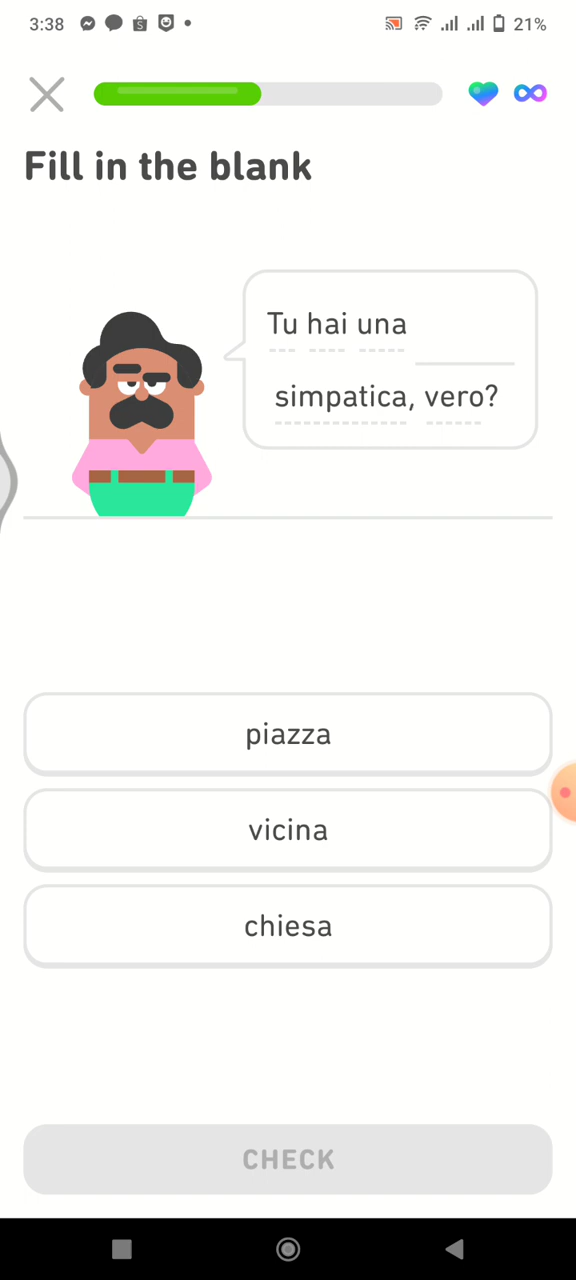 3:38 21%
Fill in the blank
Tu hai una
simpatica, vero?
piazza
vicina
chiesa
CHECK